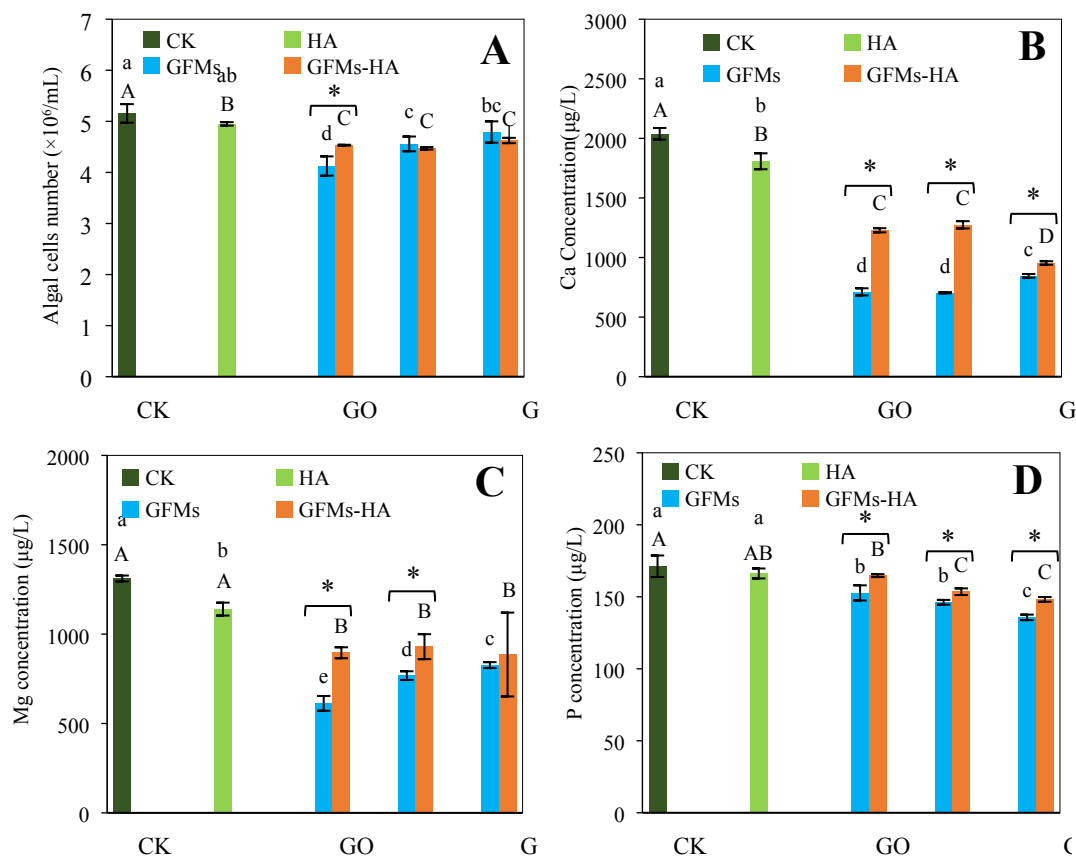 A
Algal cells number (×10⁶/mL)
7
6
5
4
3
2
1
0
CK
HA
GFMs
GFMs-HA
a
A
ab
B
*
d
C
c
C
bc
C
CK
GO
G
B
Ca Concentration(μg/L)
3000
2500
2000
1500
1000
500
0
CK
HA
GFMs
GFMs-HA
a
A
b
B
*
d
C
*
d
C
*
c
D
CK
GO
G
C
Mg concentration (μg/L)
2000
1500
1000
500
0
CK
HA
GFMs
GFMs-HA
a
A
b
A
*
e
B
*
d
B
c
B
CK
GO
G
D
P concentration (μg/L)
250
200
150
100
50
0
CK
HA
GFMs
GFMs-HA
a
A
a
AB
*
b
B
*
b
C
*
c
C
CK
GO